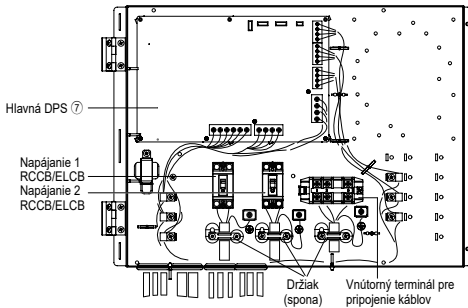 Hlavná DPS ⑦
Napájanie 1
RCCB/ELCB
Napájanie 2
RCCB/ELCB
Držiak
(spona)
Vnútorný terminál pre
pripojenie káblov